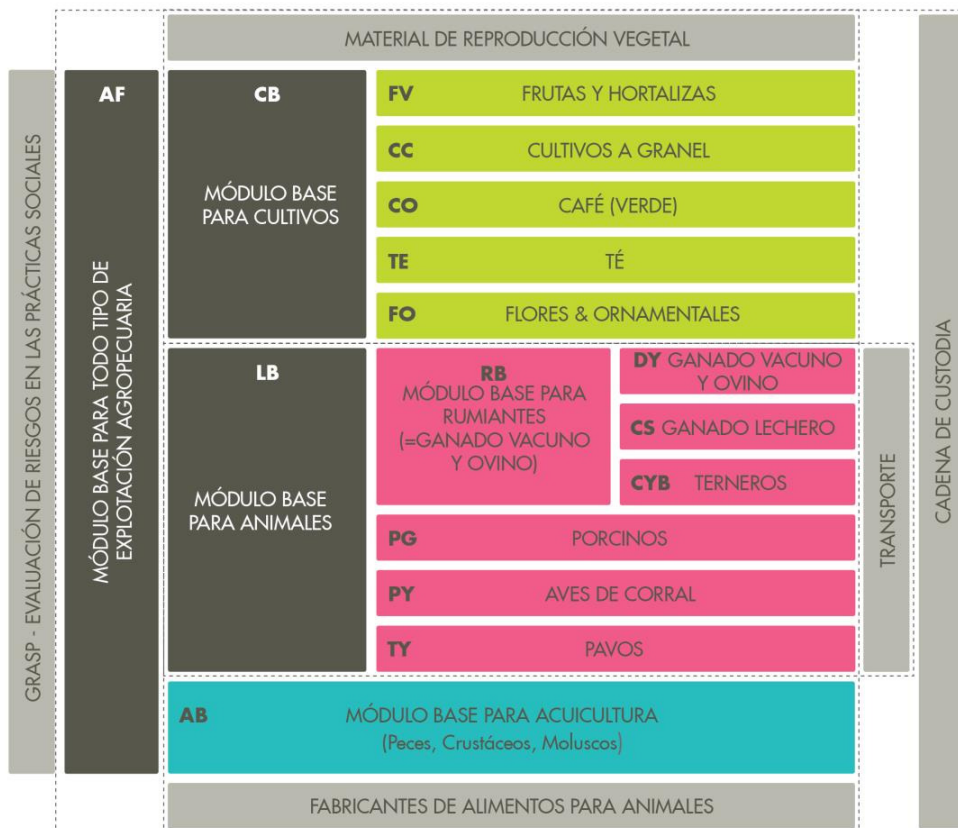 MATERIAL DE REPRODUCCIÓN VEGETAL
GRASP - EVALUACIÓN DE RIESGOS EN LAS PRÁCTICAS SOCIALES
AF
MÓDULO BASE PARA TODO TIPO DE
EXPLOTACIÓN AGROPECUARIA
CB
MÓDULO BASE
PARA CULTIVOS
FV FRUTAS Y HORTALIZAS
CC CULTIVOS A GRANEL
CO CAFÉ (VERDE)
TE TÉ
FO FLORES & ORNAMENTALES
LB
MÓDULO BASE
PARA ANIMALES
RB
MÓDULO BASE PARA
RUMIANTES
(=GANADO VACUNO
Y OVINO)
DY GANADO VACUNO
Y OVINO
CS GANADO LECHERO
CYB TERNEROS
PG PORCINOS
PY AVES DE CORRAL
TY PAVOS
TRANSPORTE
CADENA DE CUSTODIA
AB MÓDULO BASE PARA ACUICULTURA
(Peces, Crustáceos, Moluscos)
FABRICANTES DE ALIMENTOS PARA ANIMALES